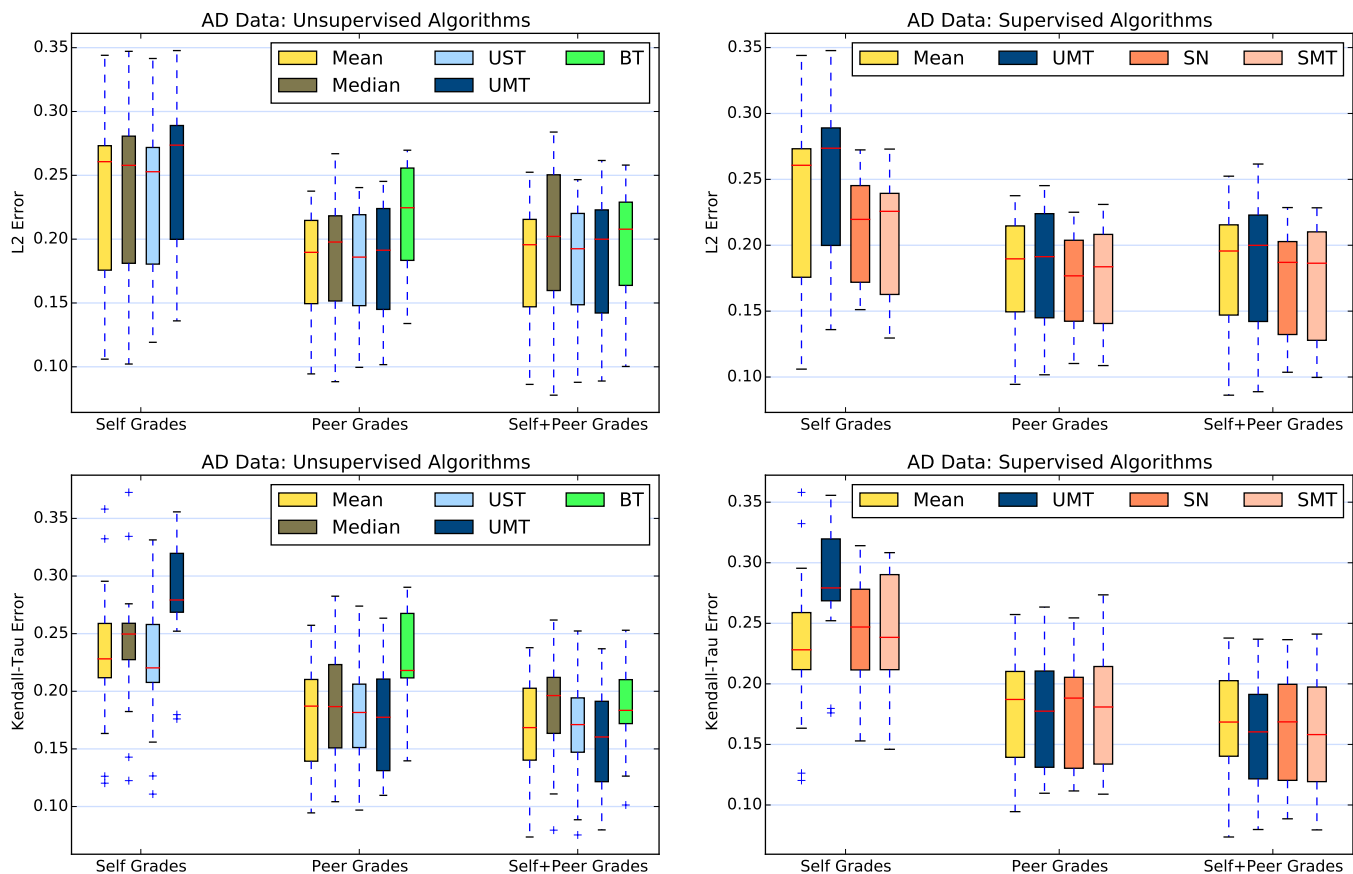 AD Data: Unsupervised Algorithms
0.35
0.30
0.25
0.20
0.15
0.10
L2 Error
Mean UST BT
Median UMT
Self Grades Peer Grades Self+Peer Grades
AD Data: Supervised Algorithms
0.35
0.30
0.25
0.20
0.15
0.10
L2 Error
Mean UMT SN SMT
Self Grades Peer Grades Self+Peer Grades
AD Data: Unsupervised Algorithms
0.35
0.30
0.25
0.20
0.15
0.10
Kendall-Tau Error
Mean UST BT
Median UMT
Self Grades Peer Grades Self+Peer Grades
AD Data: Supervised Algorithms
0.35
0.30
0.25
0.20
0.15
0.10
Kendall-Tau Error
Mean UMT SN SMT
Self Grades Peer Grades Self+Peer Grades